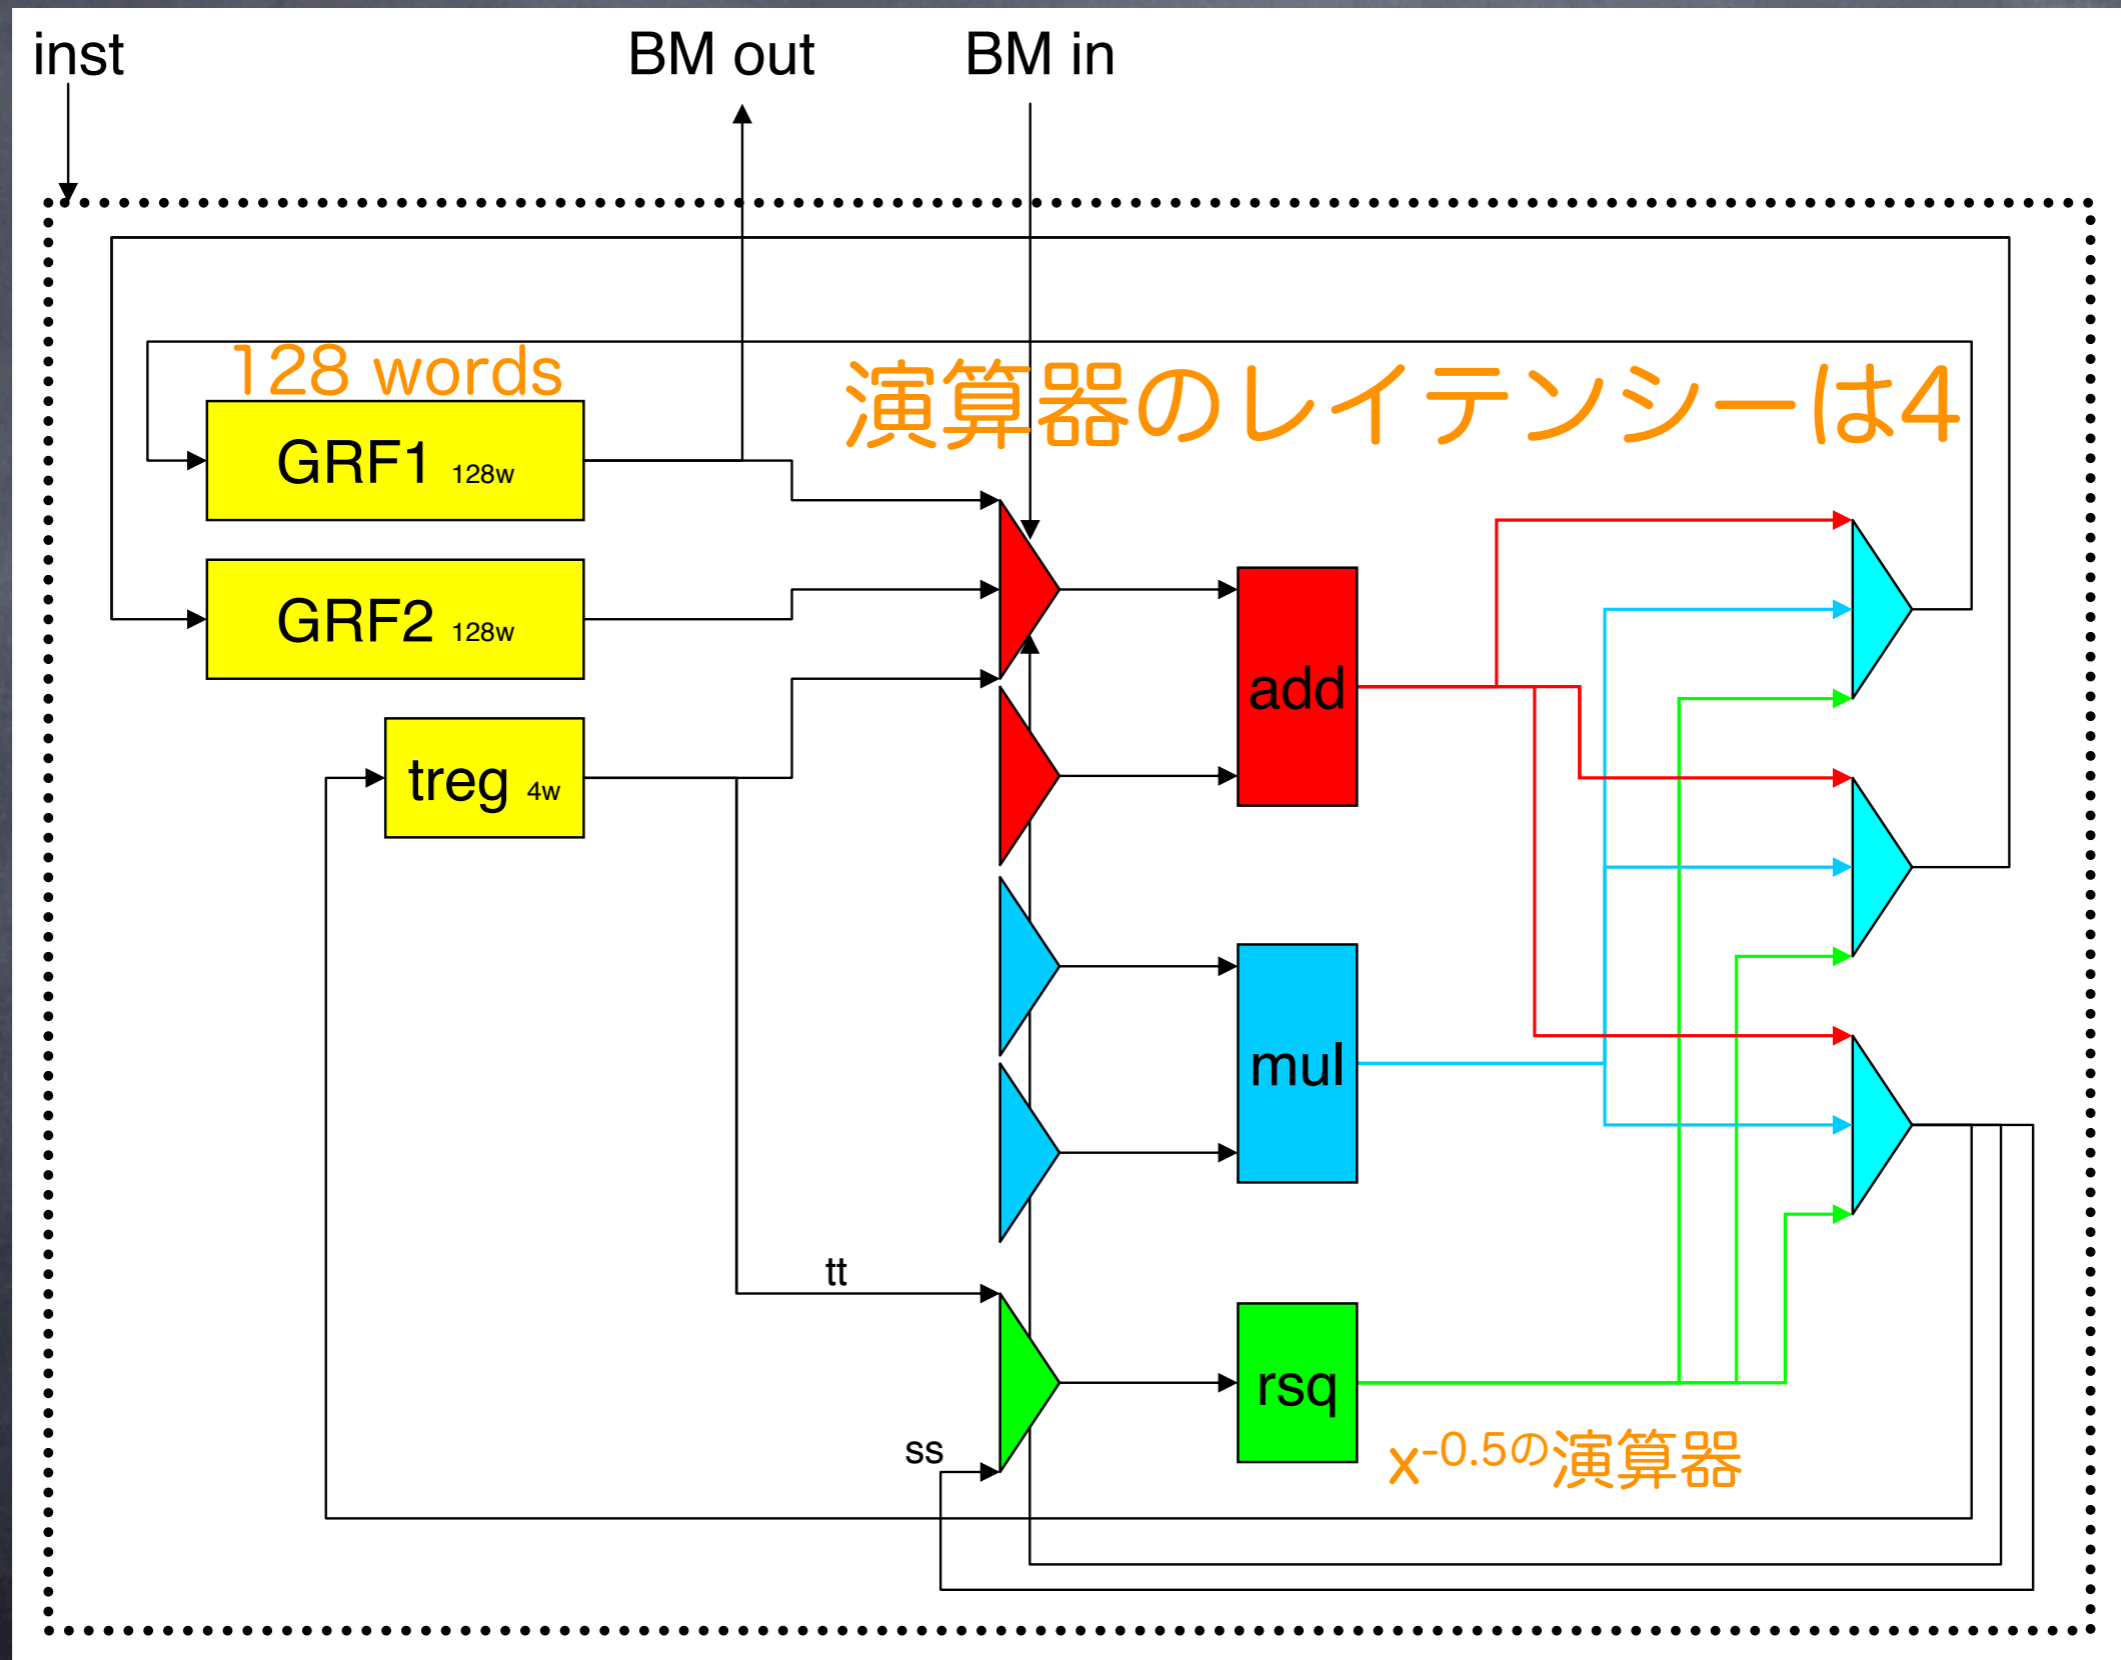 inst
BM out
BM in
128 words
演算器のレイテンシーは4
GRF1 128w
GRF2 128w
treg 4w
add
mul
tt
rsq
ss
x-0.5の演算器